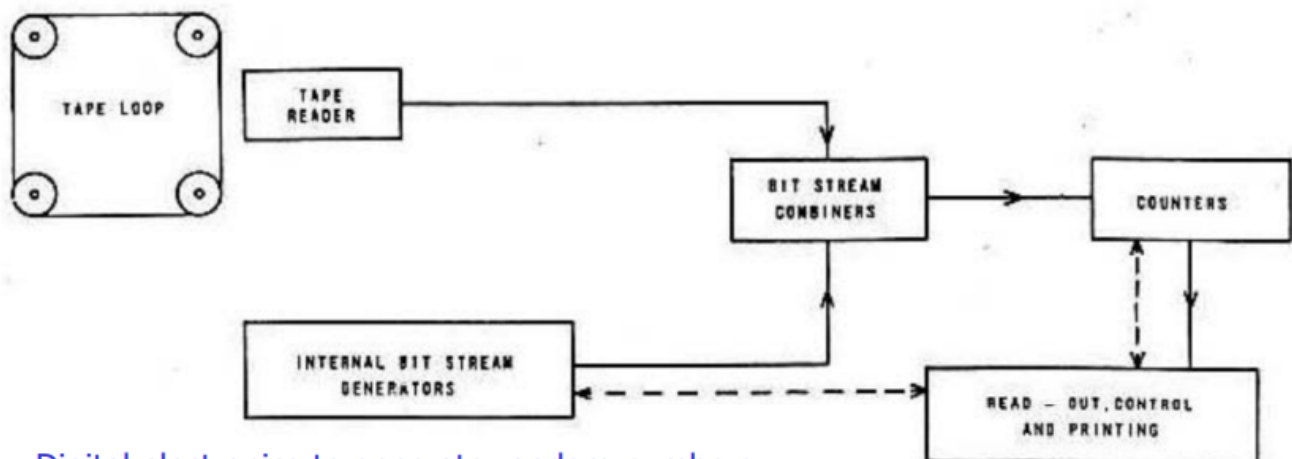 TAPE LOOP
TAPE
READER
BIT STREAM
COMBINERS
COUNTERS
INTERNAL BIT STREAM
GENERATORS
READ - OUT, CONTROL
AND PRINTING